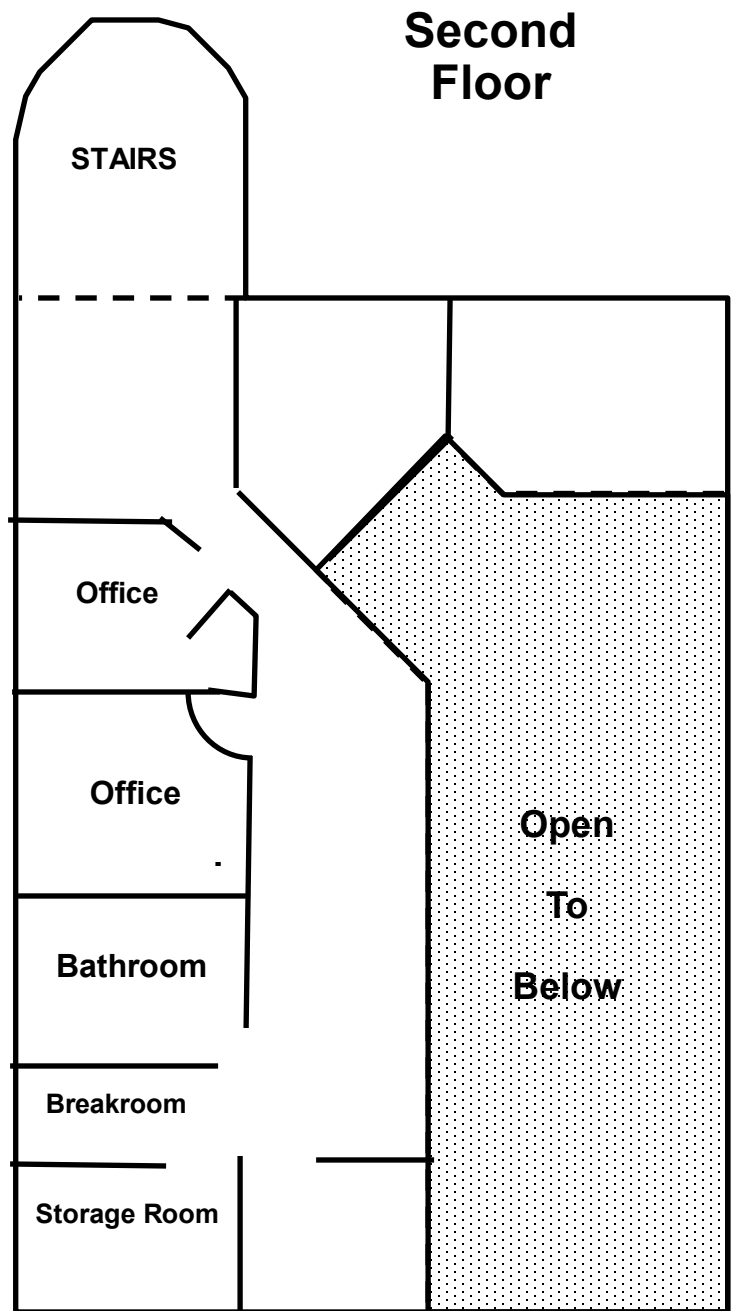 Second
Floor
STAIRS
Office
Office
Open
To
Below
Bathroom
Breakroom
Storage Room